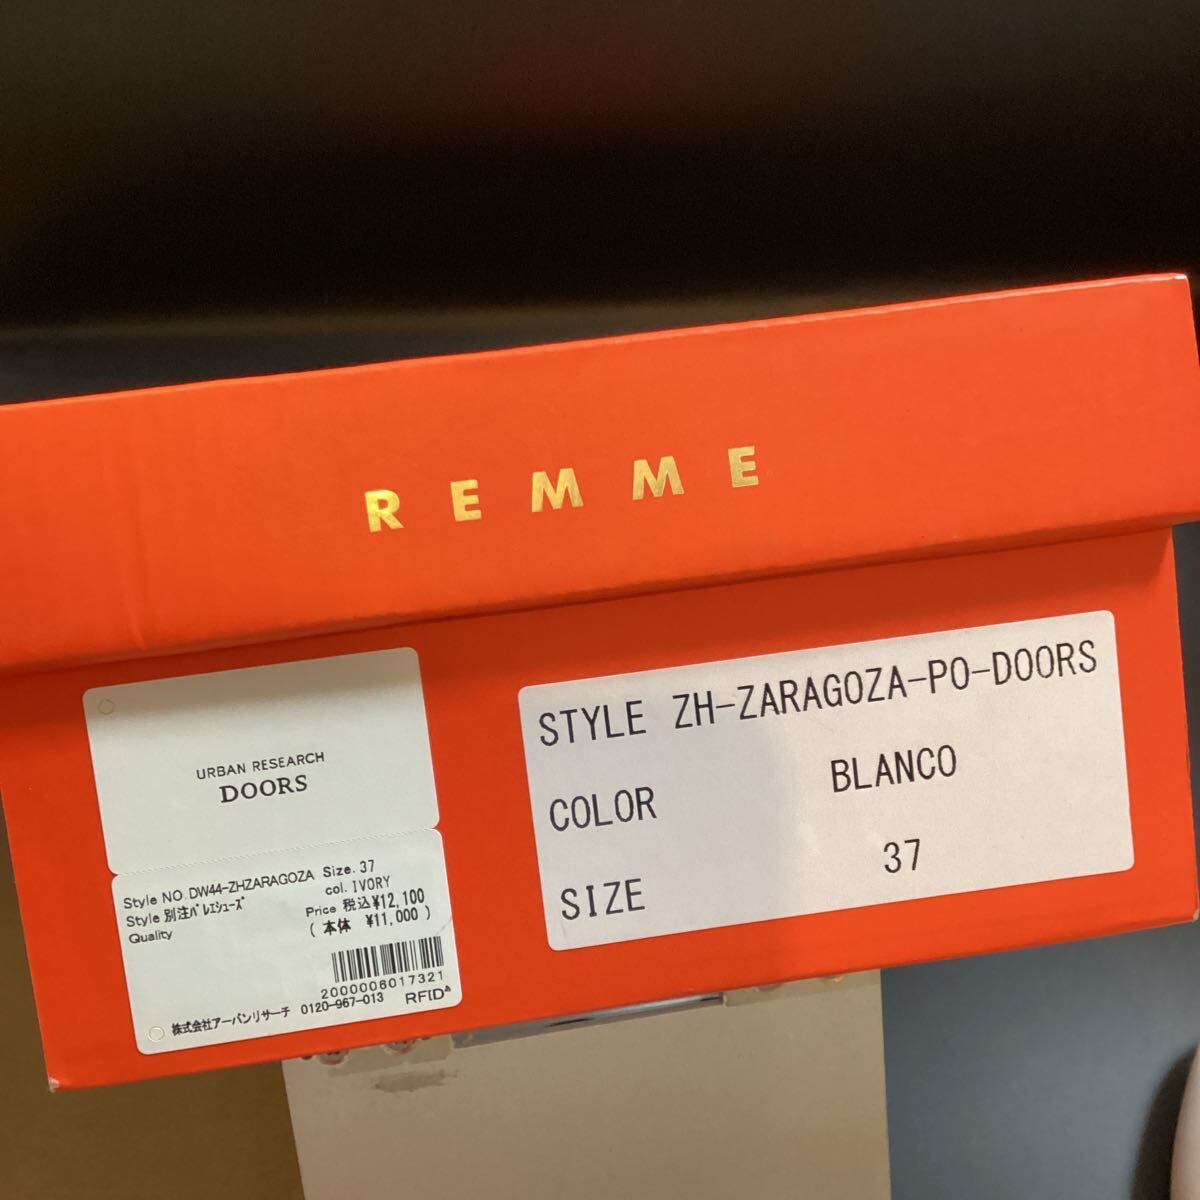 REMME
URBAN RESEARCH
DOORS
Style NO. DW44-ZHZARAGOZA Size. 37
Style 別注ﾊﾞﾚｴｼｭｰｽﾞ col. IVORY
Quality Price 税込¥12,100
( 本体 ¥11,000 )
2000006017321
株式会社アーバンリサーチ 0120-967-013 RFID
STYLE ZH-ZARAGOZA-PO-DOORS
COLOR BLANCO
SIZE 37